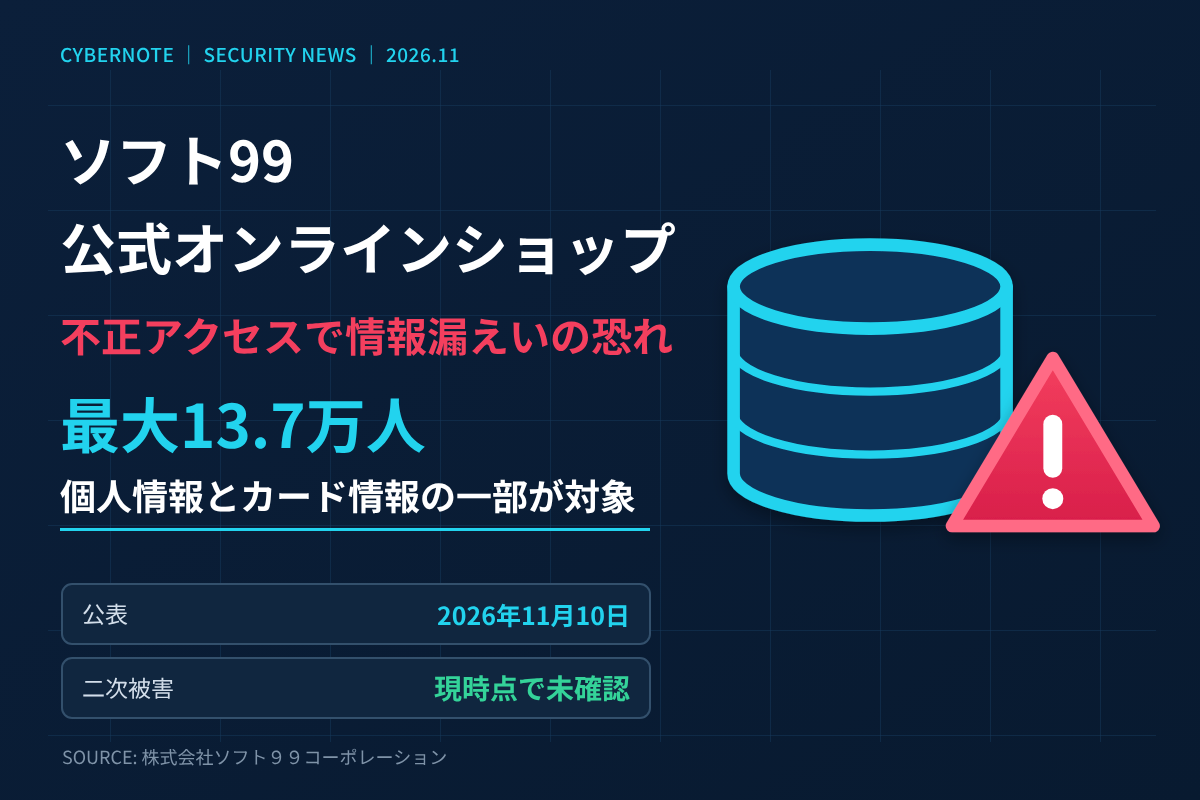 CYBERNOTE｜SECURITY NEWS｜2026.11
ソフト99
公式オンラインショップ
不正アクセスで情報漏えいの恐れ
最大13.7万人
個人情報とカード情報の一部が対象
公表 2026年11月10日
二次被害 現時点で未確認
SOURCE: 株式会社ソフト９９コーポレーション